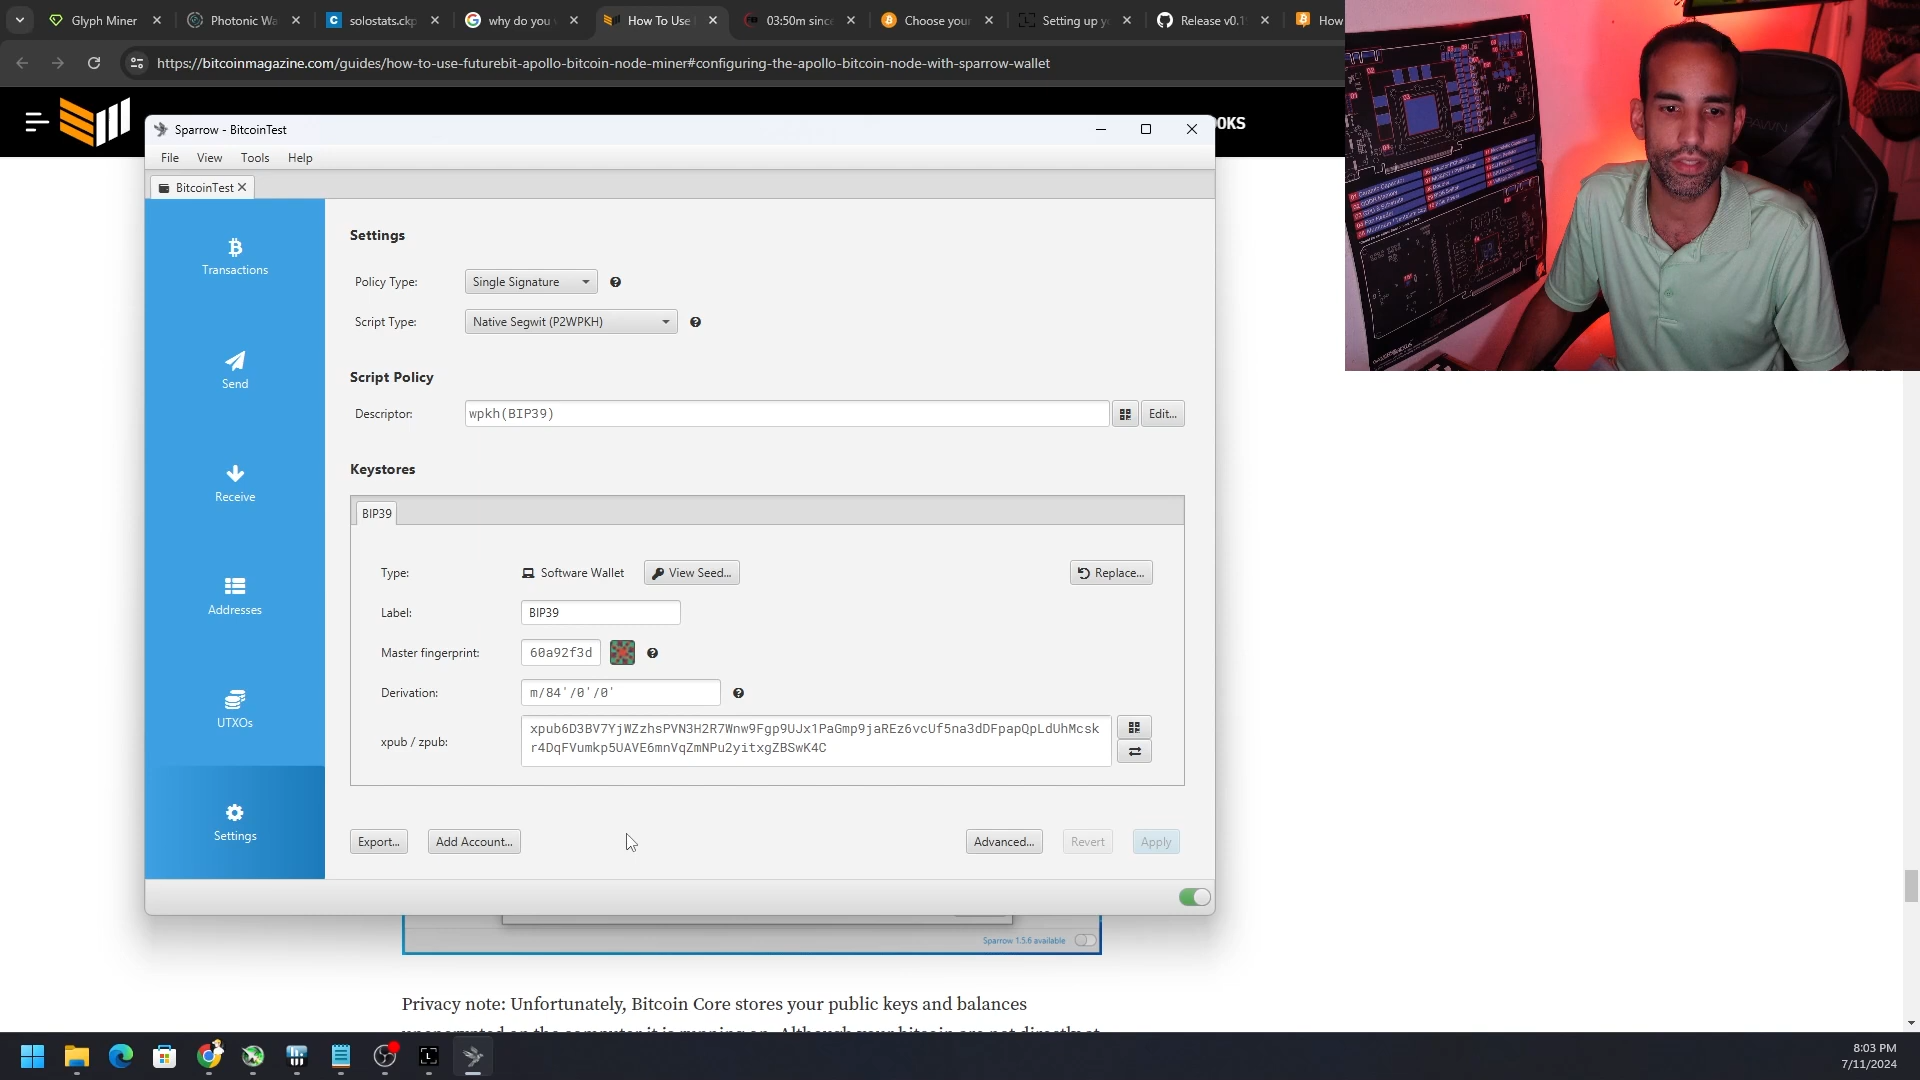 Glyph Miner
Photonic Wa
solostats.ckp
why do you
How To Use
03:50m sinc
Choose your
Setting up y
Release v0.1
How
https://bitcoinmagazine.com/guides/how-to-use-futurebit-apollo-bitcoin-node-miner#configuring-the-apollo-bitcoin-node-with-sparrow-wallet
OKS
Sparrow - BitcoinTest
File View Tools Help
BitcoinTest
Transactions
Send
Receive
Addresses
UTXOs
Settings
Settings
Policy Type: Single Signature
Script Type: Native Segwit (P2WPKH)
Script Policy
Descriptor: wpkh(BIP39) Edit...
Keystores
BIP39
Type: Software Wallet View Seed... Replace...
Label: BIP39
Master fingerprint: 60a92f3d
Derivation: m/84'/0'/0'
xpub / zpub:
xpub6D3BV7YjWZzhsPVN3H2R7Wnw9Fgp9UJx1PaGmp9jaREz6vcUf5na3dDFpapQpLdUhMcsk
r4DqFVumkp5UAVE6mnVqZmNPu2yitxgZBSwK4C
Export... Add Account... Advanced... Revert Apply
Sparrow 1.5.6 available
Privacy note: Unfortunately, Bitcoin Core stores your public keys and balances
8:03 PM
7/11/2024